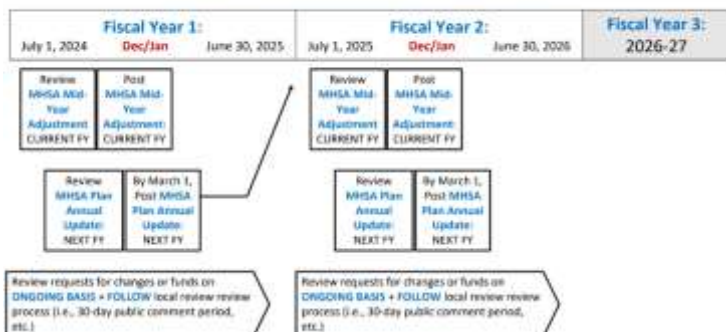 Fiscal Year 1:
July 1, 2024 Dec/Jan June 30, 2025
Fiscal Year 2:
July 1, 2025 Dec/Jan June 30, 2026
Fiscal Year 3:
2026-27
Review
MHSA Mid-
Year
Adjustment:
CURRENT FY
Post
MHSA Mid-
Year
Adjustment:
CURRENT FY
Review
MHSA Mid-
Year
Adjustment:
CURRENT FY
Post
MHSA Mid-
Year
Adjustment:
CURRENT FY
Review
MHSA Plan
Annual
Update:
NEXT FY
By March 1,
Post MHSA
Plan Annual
Update:
NEXT FY
Review
MHSA Plan
Annual
Update:
NEXT FY
By March 1,
Post MHSA
Plan Annual
Update:
NEXT FY
Review requests for changes or funds on
ONGOING BASIS + FOLLOW local review review
process (i.e., 30-day public comment period,
etc.)
Review requests for changes or funds on
ONGOING BASIS + FOLLOW local review review
process (i.e., 30-day public comment period,
etc.)